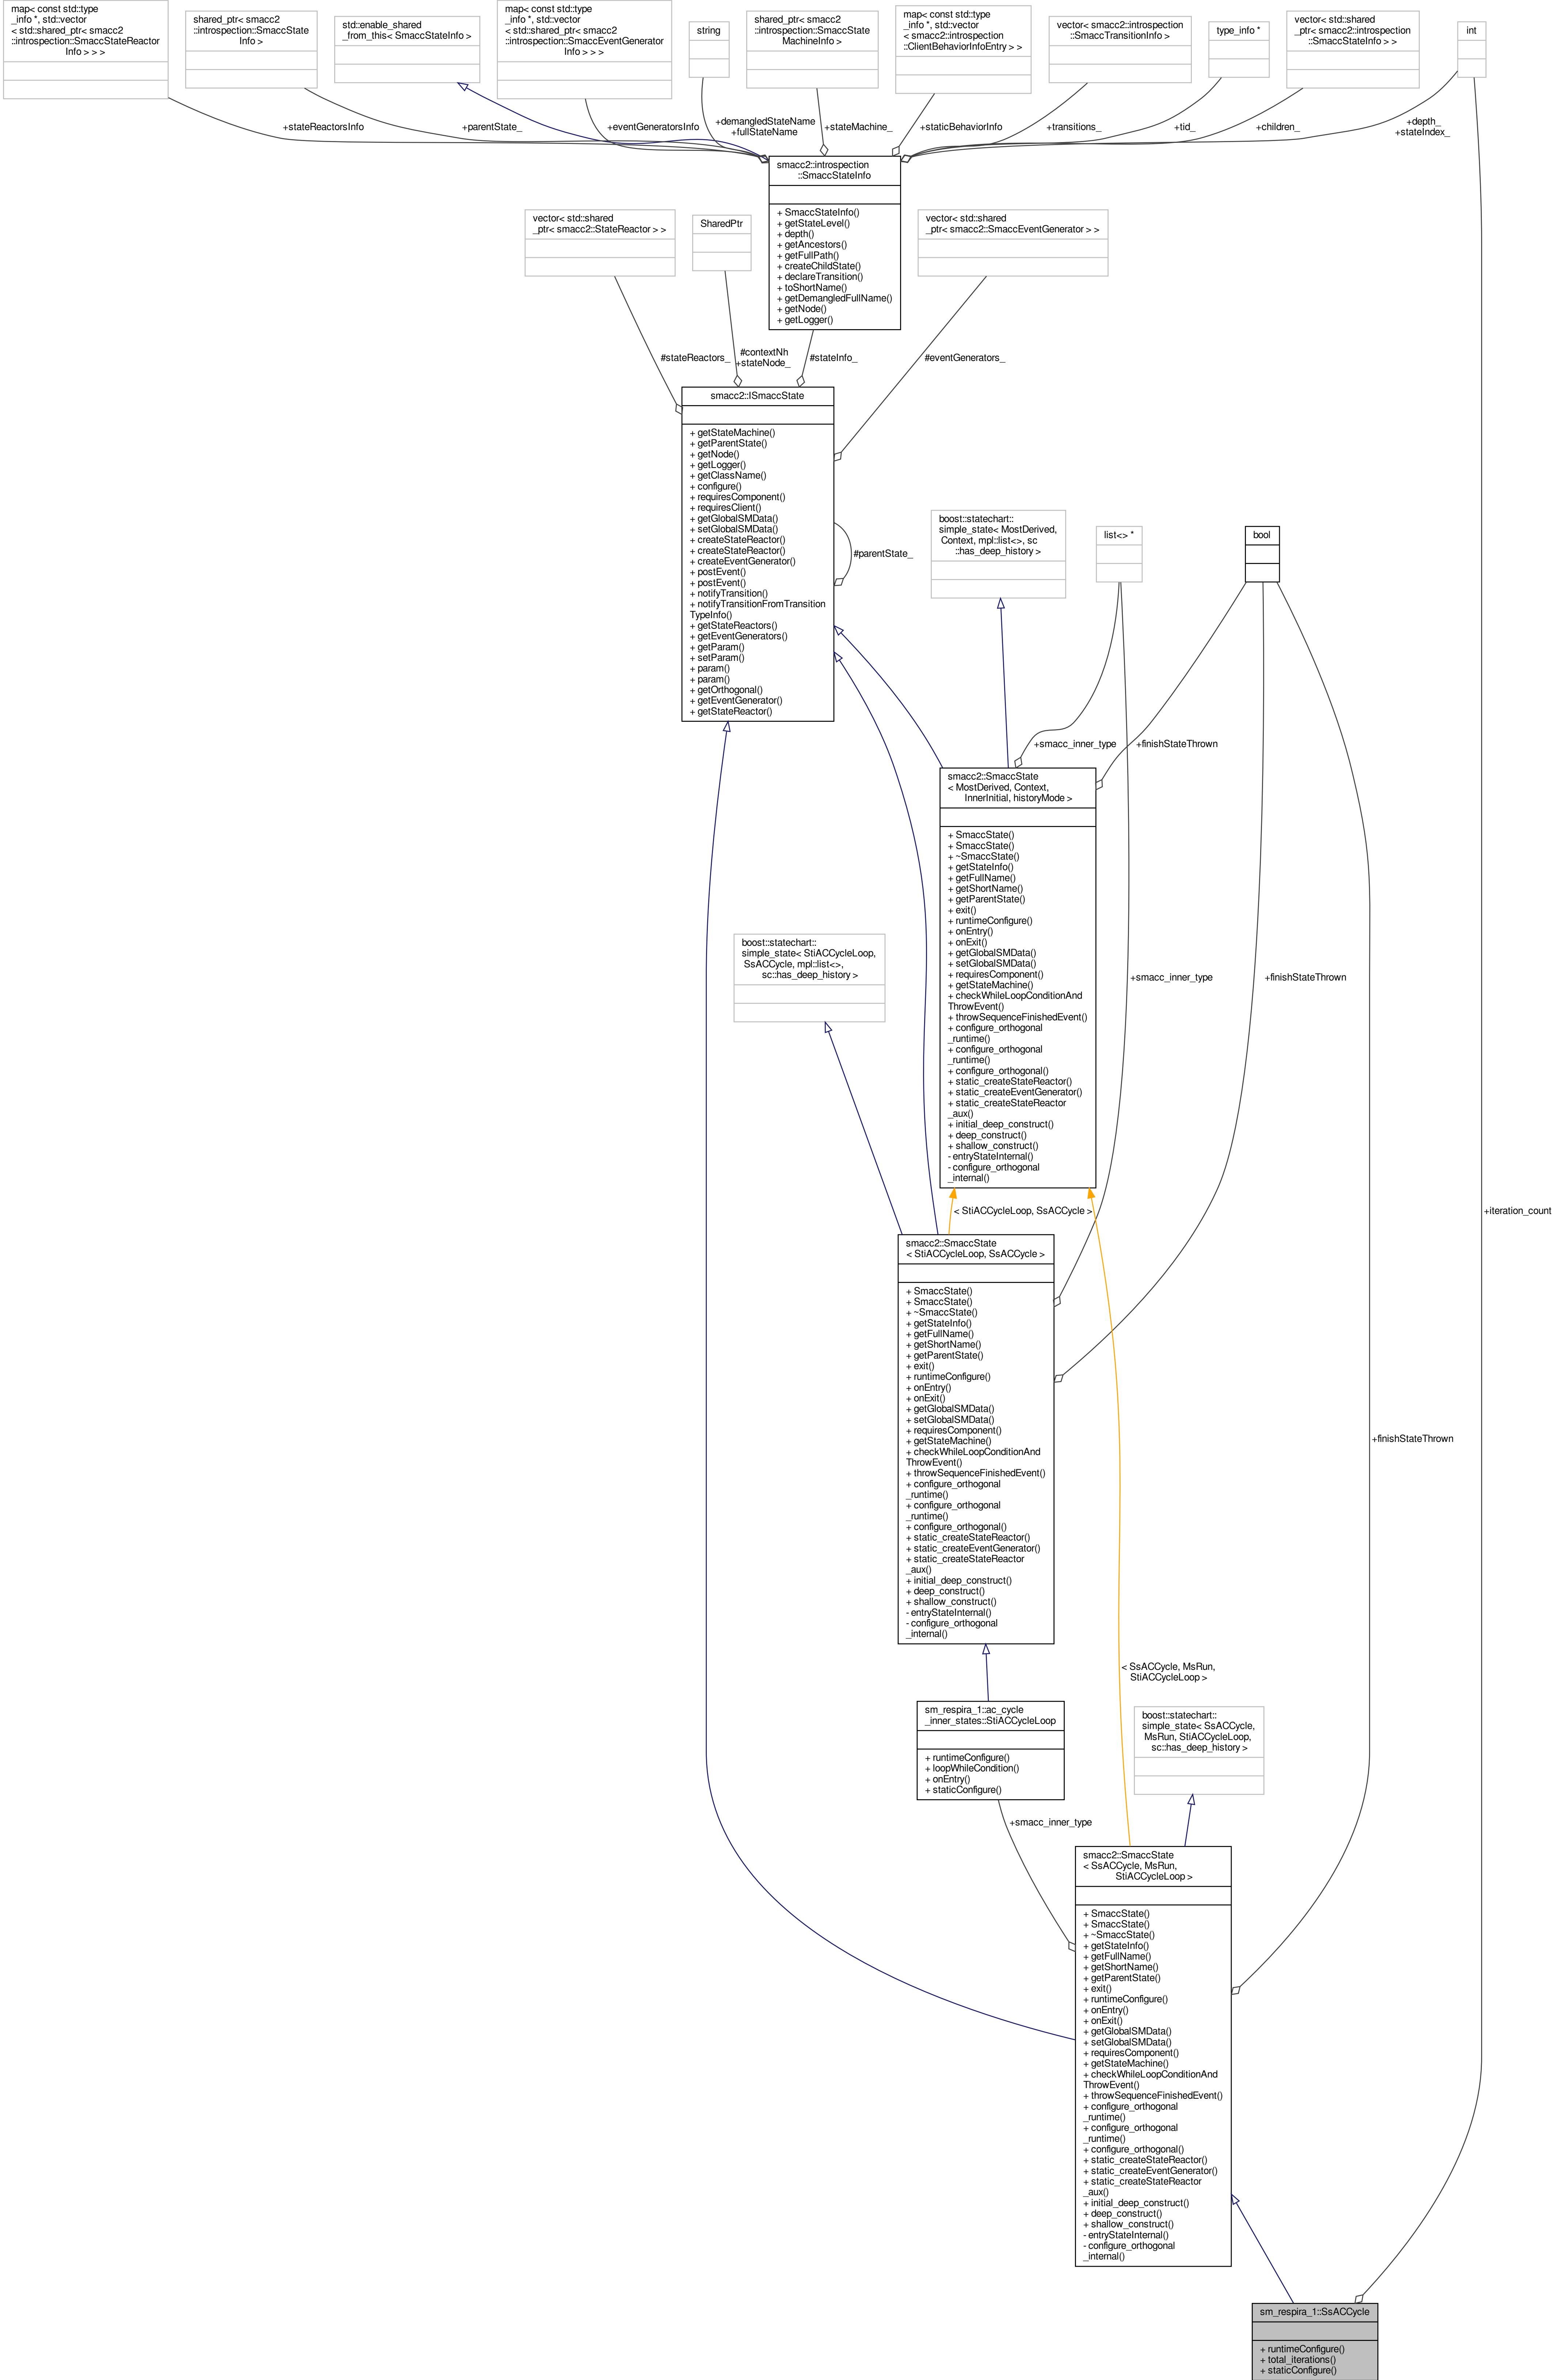 map< const std::type
_info *, std::vector
< std::shared_ptr< smacc2
::introspection::SmaccStateReactor
Info > > >
shared_ptr< smacc2
::introspection::SmaccState
Info >
std::enable_shared
_from_this< SmaccStateInfo >
map< const std::type
_info *, std::vector
< std::shared_ptr< smacc2
::introspection::SmaccEventGenerator
Info > > >
string
shared_ptr< smacc2
::introspection::SmaccState
MachineInfo >
map< const std::type
_info *, std::vector
< smacc2::introspection
::ClientBehaviorInfoEntry > >
vector< smacc2::introspection
::SmaccTransitionInfo >
type_info *
vector< std::shared
_ptr< smacc2::introspection
::SmaccStateInfo > >
int
+stateReactorsInfo
+parentState_
+eventGeneratorsInfo
+demangledStateName
+fullStateName
+stateMachine_
+staticBehaviorInfo
+transitions_
+tid_
+children_
+depth_
+stateIndex_
smacc2::introspection
::SmaccStateInfo
+ SmaccStateInfo()
+ getStateLevel()
+ depth()
+ getAncestors()
+ getFullPath()
+ createChildState()
+ declareTransition()
+ toShortName()
+ getDemangledFullName()
+ getNode()
+ getLogger()
vector< std::shared
_ptr< smacc2::StateReactor > >
SharedPtr
vector< std::shared
_ptr< smacc2::SmaccEventGenerator > >
#stateReactors_
#contextNh
+stateNode_
#stateInfo_
#eventGenerators_
smacc2::ISmaccState
+ getStateMachine()
+ getParentState()
+ getNode()
+ getLogger()
+ getClassName()
+ configure()
+ requiresComponent()
+ requiresClient()
+ getGlobalSMData()
+ setGlobalSMData()
+ createStateReactor()
+ createStateReactor()
+ createEventGenerator()
+ postEvent()
+ postEvent()
+ notifyTransition()
+ notifyTransitionFromTransition
TypeInfo()
+ getStateReactors()
+ getEventGenerators()
+ getParam()
+ setParam()
+ param()
+ param()
+ getOrthogonal()
+ getEventGenerator()
+ getStateReactor()
#parentState_
boost::statechart::
simple_state< MostDerived,
Context, mpl::list<>, sc
::has_deep_history >
list<> *
bool
+smacc_inner_type
+finishStateThrown
smacc2::SmaccState
< MostDerived, Context,
InnerInitial, historyMode >
+ SmaccState()
+ SmaccState()
+ ~SmaccState()
+ getStateInfo()
+ getFullName()
+ getShortName()
+ getParentState()
+ exit()
+ runtimeConfigure()
+ onEntry()
+ onExit()
+ getGlobalSMData()
+ setGlobalSMData()
+ requiresComponent()
+ getStateMachine()
+ checkWhileLoopConditionAnd
ThrowEvent()
+ throwSequenceFinishedEvent()
+ configure_orthogonal
_runtime()
+ configure_orthogonal
_runtime()
+ configure_orthogonal()
+ static_createStateReactor()
+ static_createEventGenerator()
+ static_createStateReactor
_aux()
+ initial_deep_construct()
+ deep_construct()
+ shallow_construct()
- entryStateInternal()
- configure_orthogonal
_internal()
boost::statechart::
simple_state< StiACCycleLoop,
SsACCycle, mpl::list<>,
sc::has_deep_history >
+smacc_inner_type
+finishStateThrown
< StiACCycleLoop, SsACCycle >
+iteration_count
smacc2::SmaccState
< StiACCycleLoop, SsACCycle >
+ SmaccState()
+ SmaccState()
+ ~SmaccState()
+ getStateInfo()
+ getFullName()
+ getShortName()
+ getParentState()
+ exit()
+ runtimeConfigure()
+ onEntry()
+ onExit()
+ getGlobalSMData()
+ setGlobalSMData()
+ requiresComponent()
+ getStateMachine()
+ checkWhileLoopConditionAnd
ThrowEvent()
+ throwSequenceFinishedEvent()
+ configure_orthogonal
_runtime()
+ configure_orthogonal
_runtime()
+ configure_orthogonal()
+ static_createStateReactor()
+ static_createEventGenerator()
+ static_createStateReactor
_aux()
+ initial_deep_construct()
+ deep_construct()
+ shallow_construct()
- entryStateInternal()
- configure_orthogonal
_internal()
+finishStateThrown
< SsACCycle, MsRun,
StiACCycleLoop >
sm_respira_1::ac_cycle
_inner_states::StiACCycleLoop
+ runtimeConfigure()
+ loopWhileCondition()
+ onEntry()
+ staticConfigure()
boost::statechart::
simple_state< SsACCycle,
MsRun, StiACCycleLoop,
sc::has_deep_history >
+smacc_inner_type
smacc2::SmaccState
< SsACCycle, MsRun,
StiACCycleLoop >
+ SmaccState()
+ SmaccState()
+ ~SmaccState()
+ getStateInfo()
+ getFullName()
+ getShortName()
+ getParentState()
+ exit()
+ runtimeConfigure()
+ onEntry()
+ onExit()
+ getGlobalSMData()
+ setGlobalSMData()
+ requiresComponent()
+ getStateMachine()
+ checkWhileLoopConditionAnd
ThrowEvent()
+ throwSequenceFinishedEvent()
+ configure_orthogonal
_runtime()
+ configure_orthogonal
_runtime()
+ configure_orthogonal()
+ static_createStateReactor()
+ static_createEventGenerator()
+ static_createStateReactor
_aux()
+ initial_deep_construct()
+ deep_construct()
+ shallow_construct()
- entryStateInternal()
- configure_orthogonal
_internal()
sm_respira_1::SsACCycle
+ runtimeConfigure()
+ total_iterations()
+ staticConfigure()